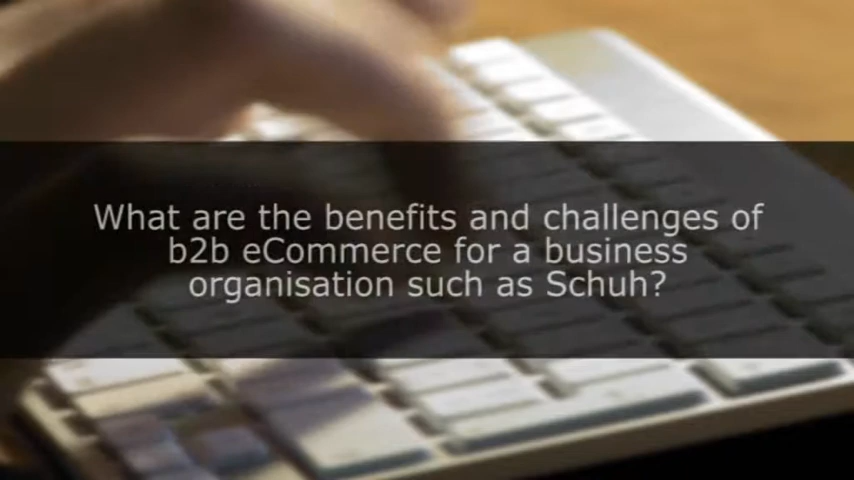 What are the benefits and challenges of
b2b eCommerce for a business
organisation such as Schuh?